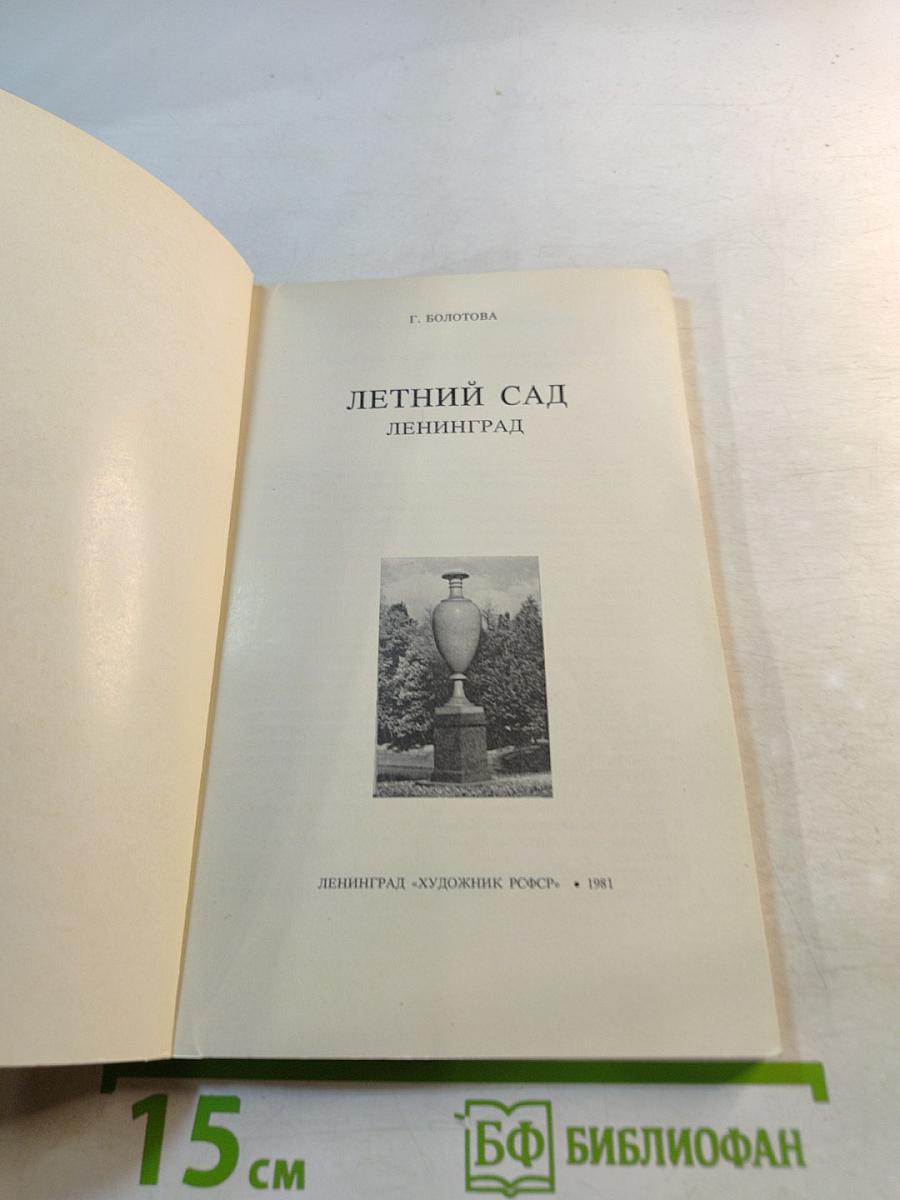 Г. БОЛОТОВА
ЛЕТНИЙ САД
ЛЕНИНГРАД
ЛЕНИНГРАД «ХУДОЖНИК РСФСР» • 1981
15 см
БФ БИБЛИОФАН